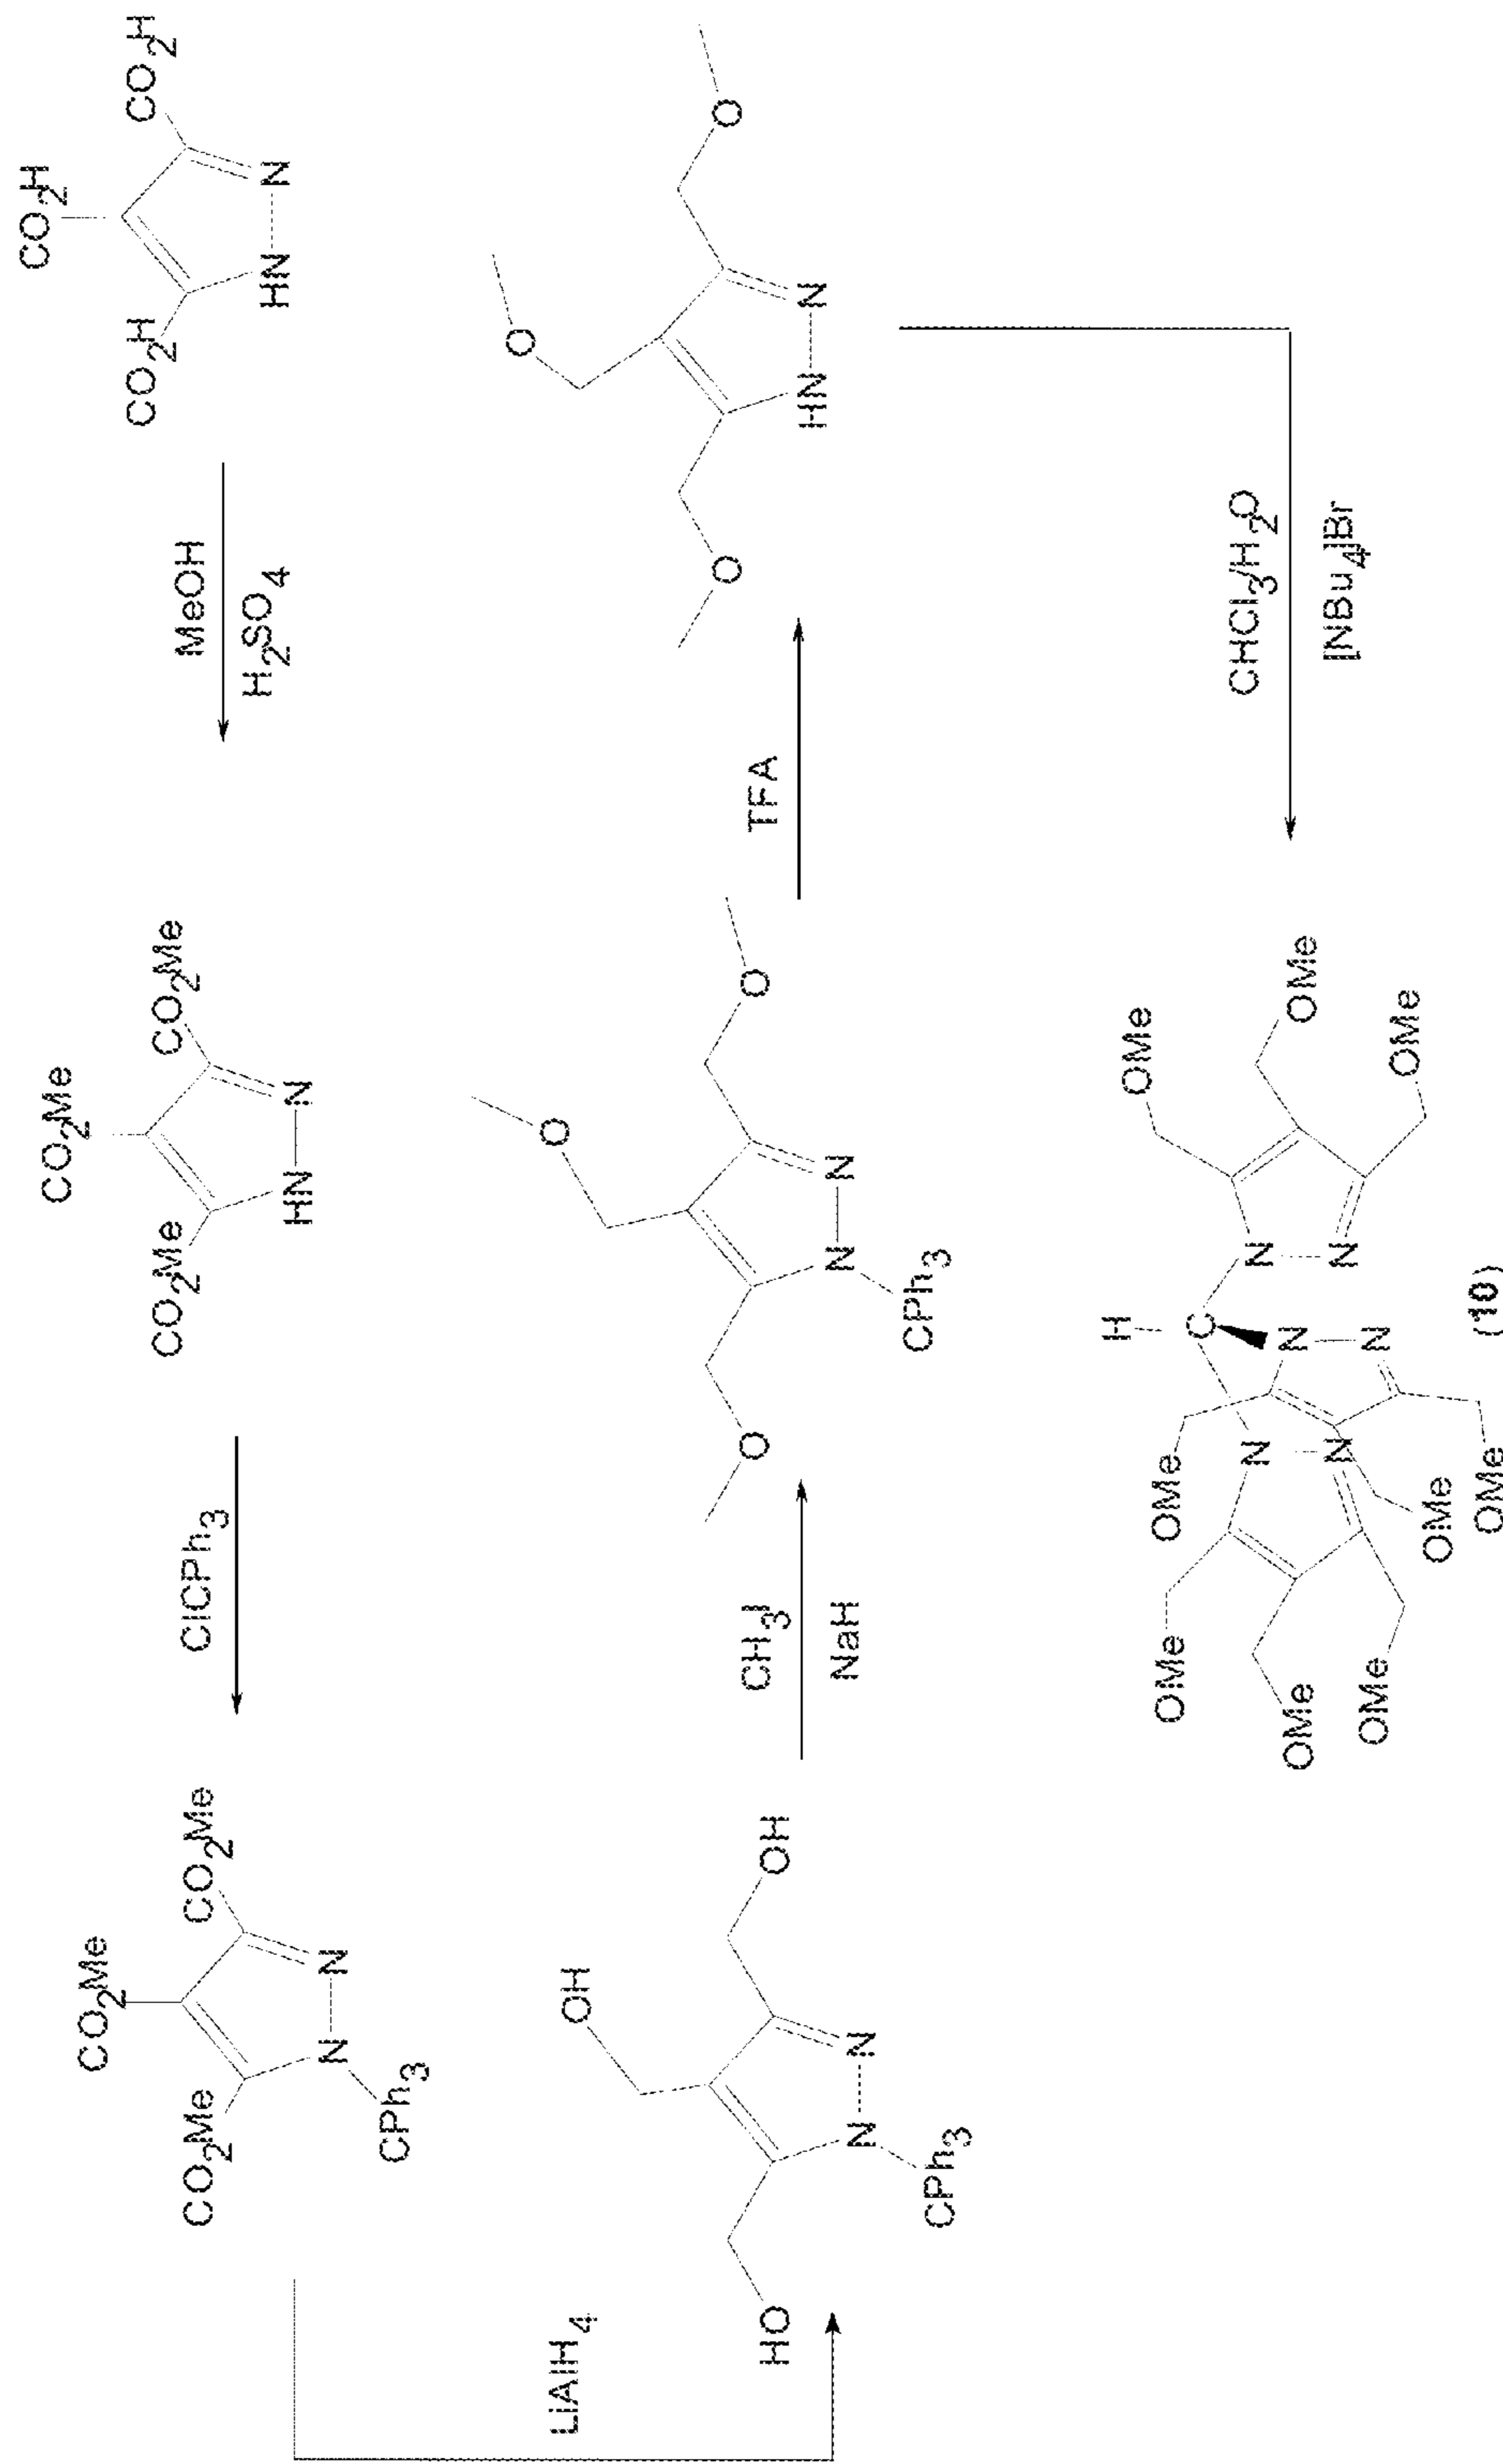 CO2H
CO2H
CO2H
HN
N
MeOH
H2SO4
CO2Me
CO2Me
CO2Me
HN
N
ClCPh3
CO2Me
CO2Me
CO2Me
N
N
CPh3
LiAlH4
OH
HO
OH
N
N
CPh3
CH3I
NaH
O
O
O
N
N
CPh3
TFA
O
O
O
HN
N
CHCl3/H2O
[NBu4]Br
H
C
OMe
OMe
OMe
OMe
OMe
OMe
OMe
OMe
OMe
N
N
N
N
N
N
(10)